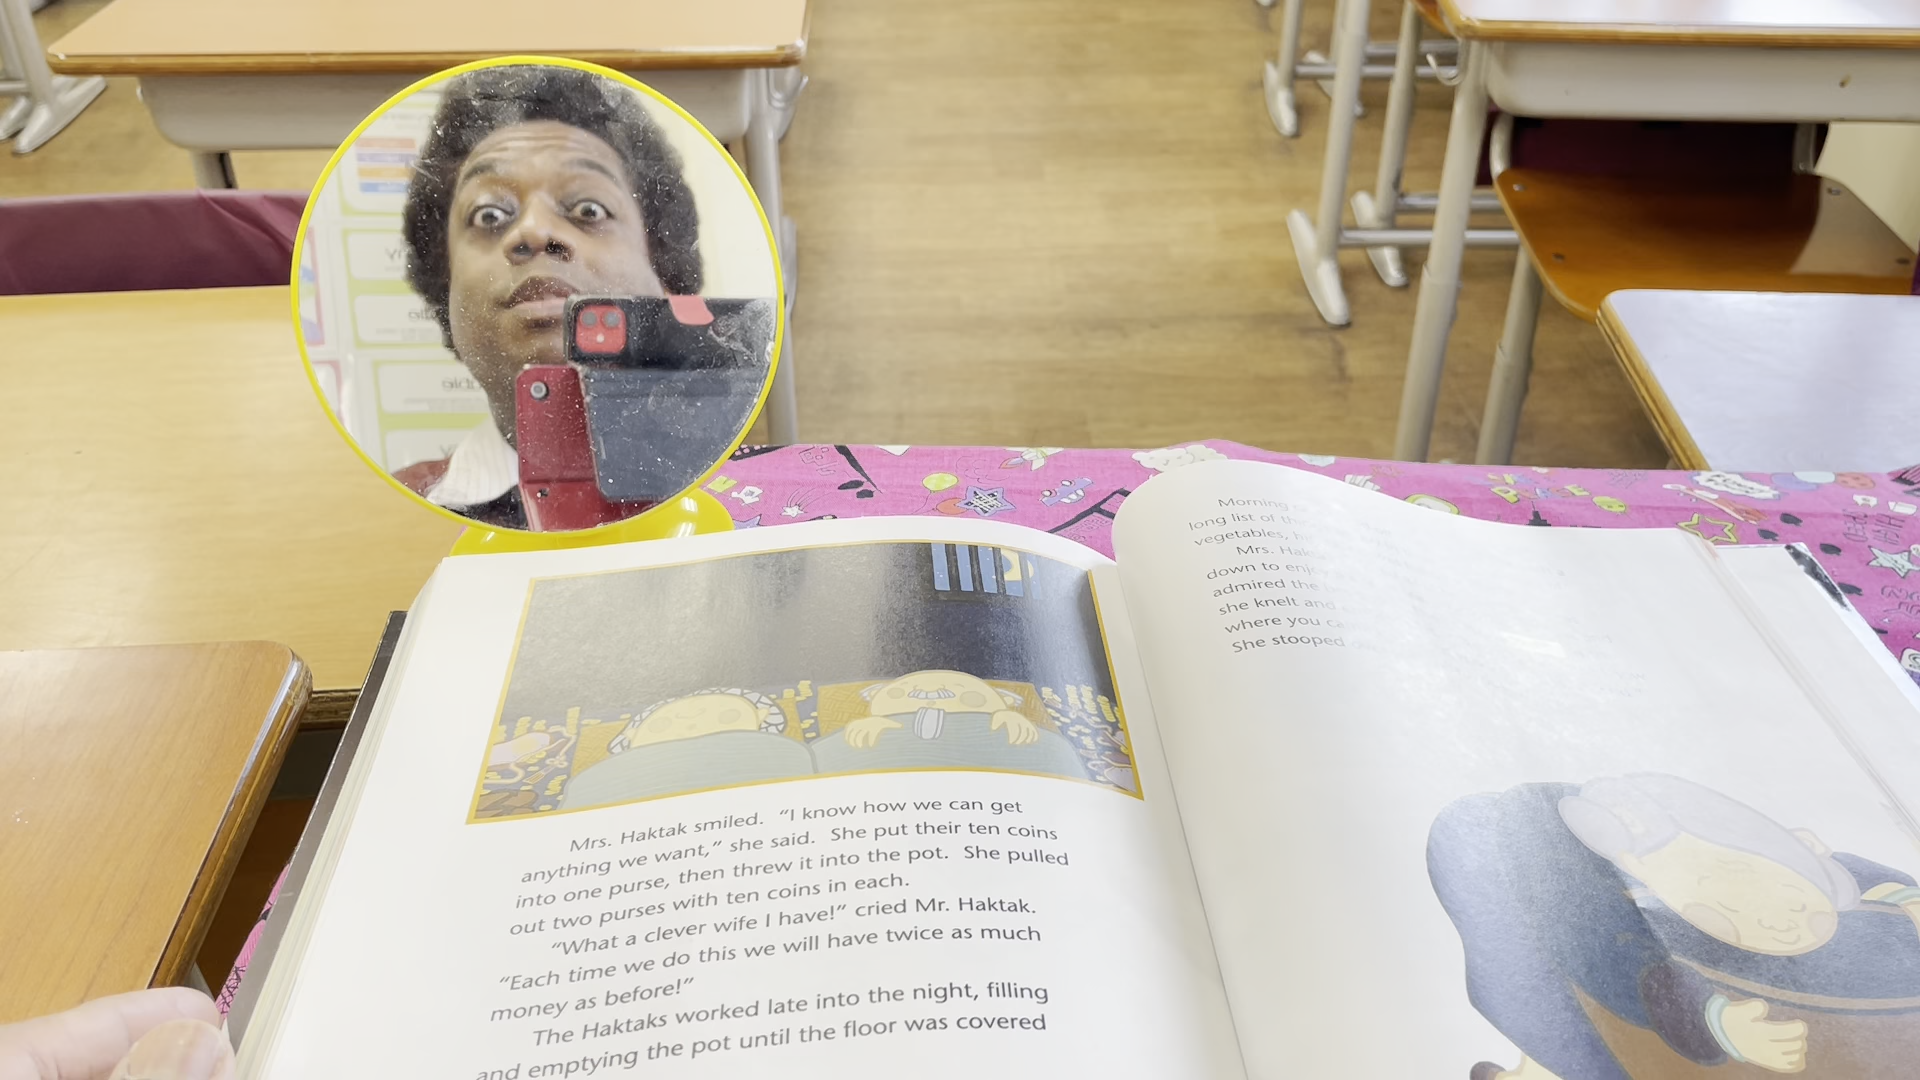 Mrs. Haktak smiled. “I know how we can get
anything we want,” she said. She put their ten coins
into one purse, then threw it into the pot. She pulled
out two purses with ten coins in each.
“What a clever wife I have!” cried Mr. Haktak.
“Each time we do this we will have twice as much
money as before!”
The Haktaks worked late into the night, filling
and emptying the pot until the floor was covered
Morning
long list of
vegetables,
Mrs.
down to
admired the
she knelt and
where you
She stooped